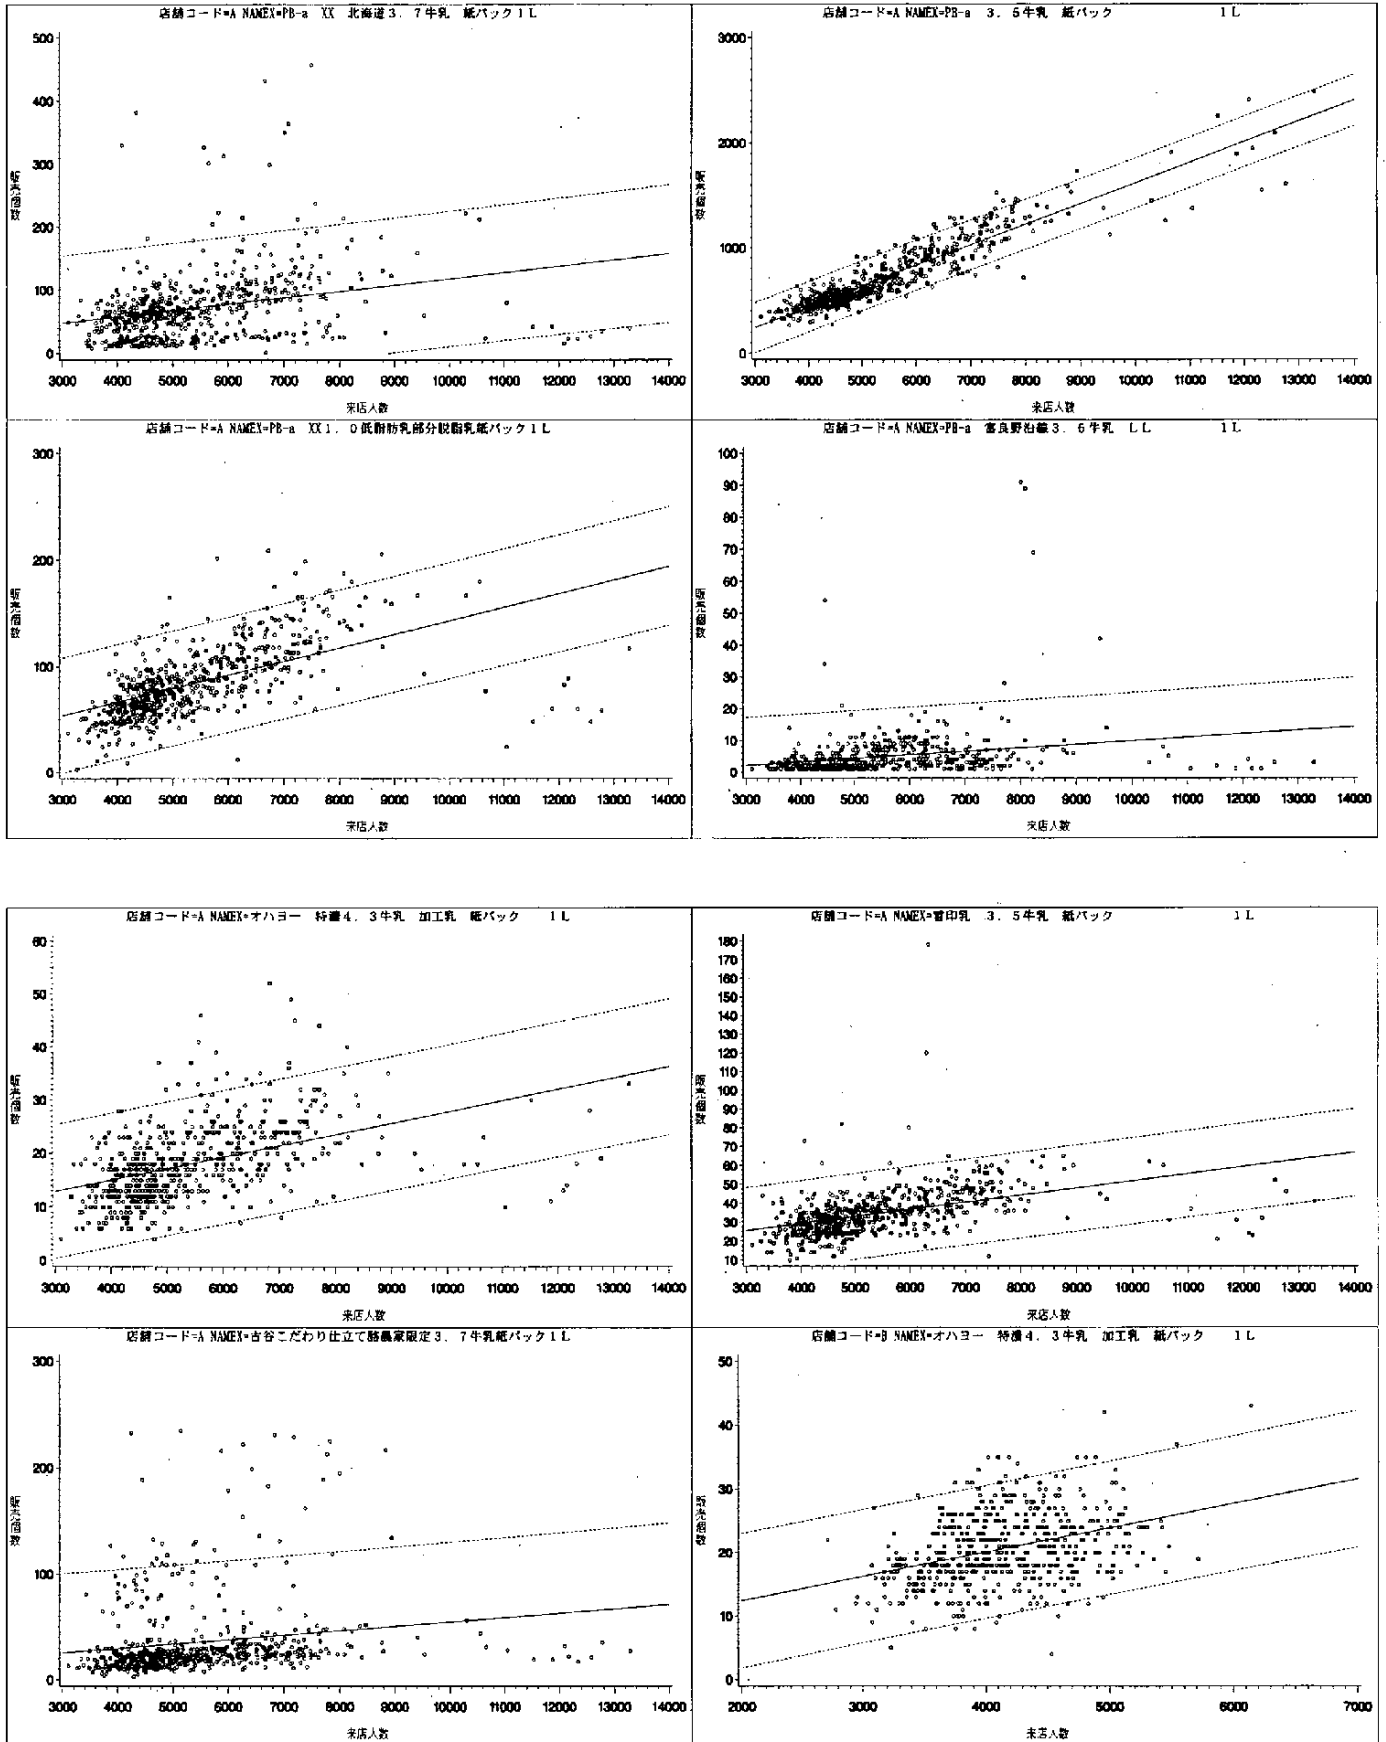 店舗コード=A NAMEX=PB-a XX 北海道3．7牛乳 紙パック1L
500
400
300
200
100
0
販売個数
3000 4000 5000 6000 7000 8000 9000 10000 11000 12000 13000 14000
来店人数
店舗コード=A NAMEX=PB-a 3．5牛乳 紙パック 1L
3000
2000
1000
0
販売個数
3000 4000 5000 6000 7000 8000 9000 10000 11000 12000 13000 14000
来店人数
店舗コード=A NAMEX=PB-a XX1．0低脂肪乳部分脱脂乳紙パック1L
300
200
100
0
販売個数
3000 4000 5000 6000 7000 8000 9000 10000 11000 12000 13000 14000
来店人数
店舗コード=A NAMEX=PB-a 富良野沿線3．6牛乳 LL 1L
100
90
80
70
60
50
40
30
20
10
0
販売個数
3000 4000 5000 6000 7000 8000 9000 10000 11000 12000 13000 14000
来店人数
店舗コード=A NAMEX=オハヨー 特濃4．3牛乳 加工乳 紙パック 1L
60
50
40
30
20
10
0
販売個数
3000 4000 5000 6000 7000 8000 9000 10000 11000 12000 13000 14000
来店人数
店舗コード=A NAMEX=雪印乳 3．5牛乳 紙パック 1L
180
170
160
150
140
130
120
110
100
90
80
70
60
50
40
30
20
10
販売個数
3000 4000 5000 6000 7000 8000 9000 10000 11000 12000 13000 14000
来店人数
店舗コード=A NAMEX=古谷こだわり仕立て酪農家限定3．7牛乳紙パック1L
300
200
100
0
販売個数
3000 4000 5000 6000 7000 8000 9000 10000 11000 12000 13000 14000
来店人数
店舗コード=B NAMEX=オハヨー 特濃4．3牛乳 加工乳 紙パック 1L
50
40
30
20
10
0
販売個数
2000 3000 4000 5000 6000 7000
来店人数